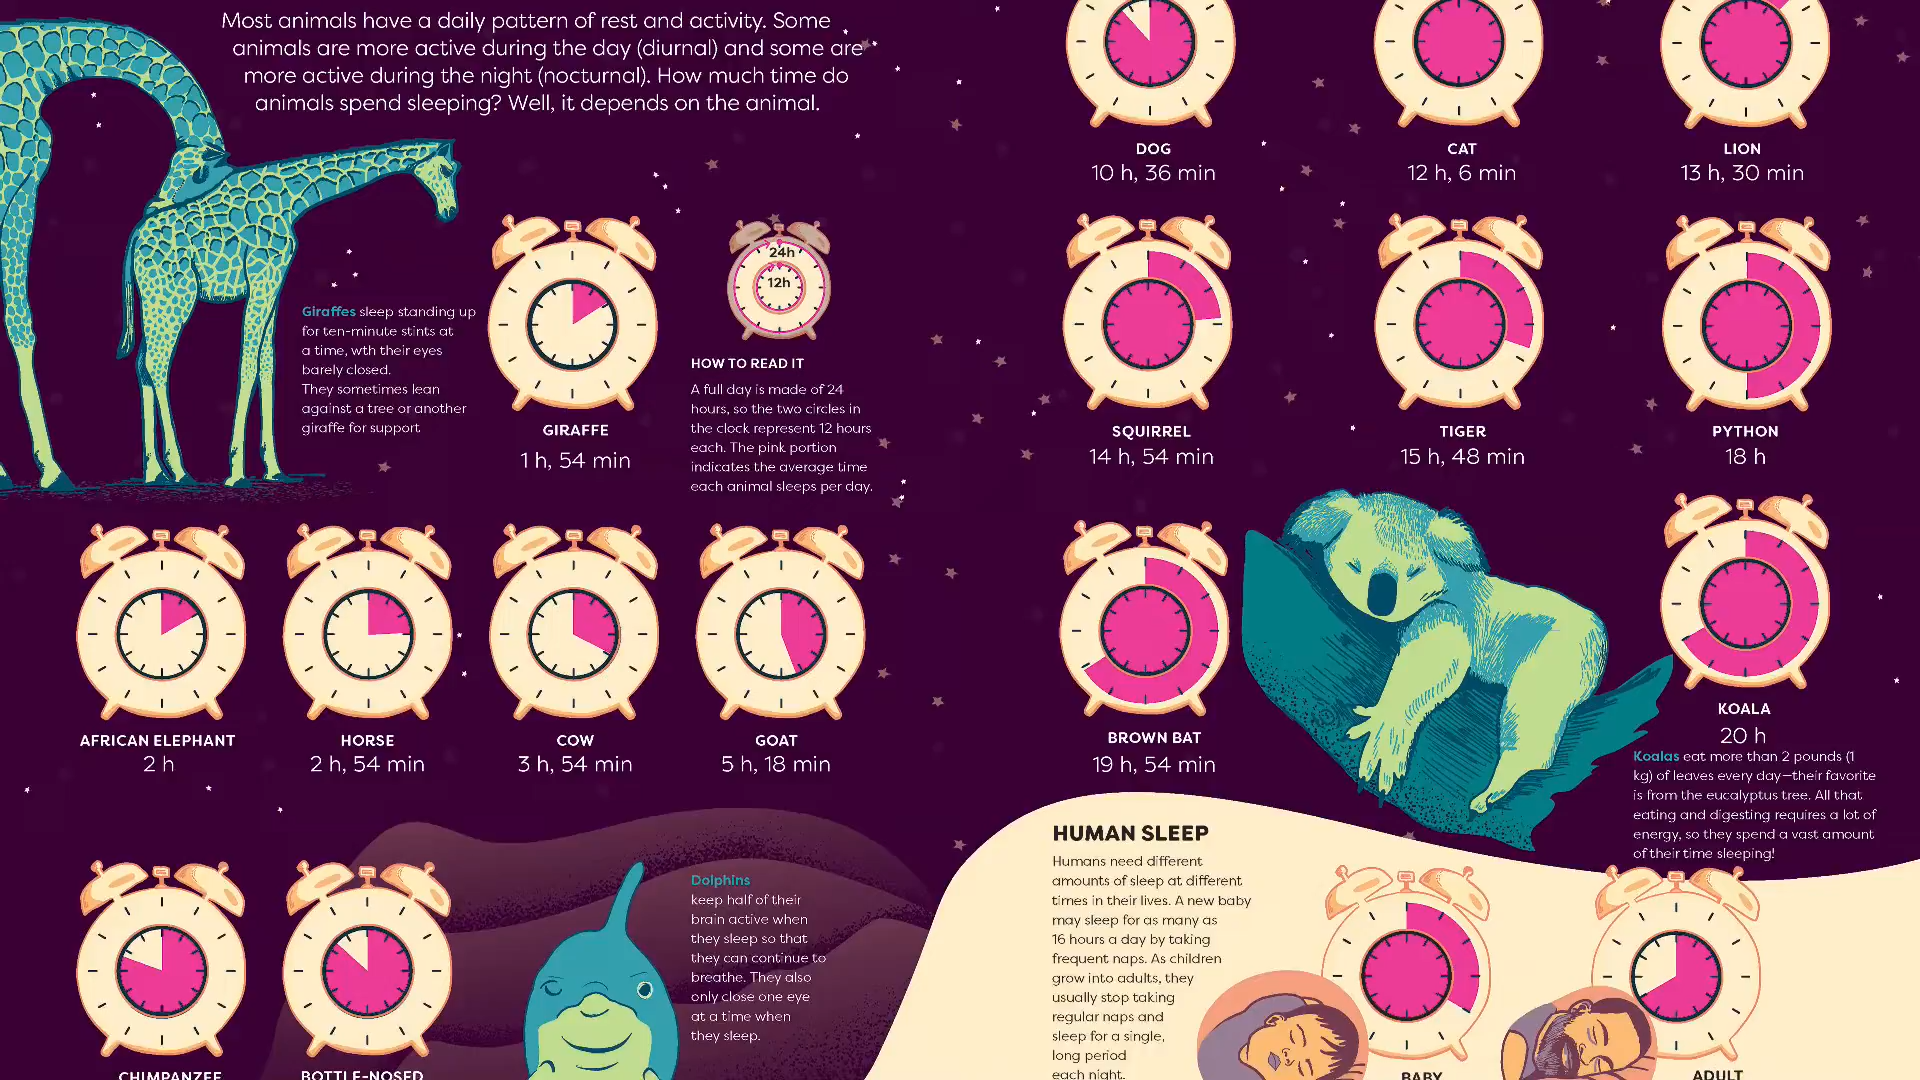 Most animals have a daily pattern of rest and activity. Some
animals are more active during the day (diurnal) and some are
more active during the night (nocturnal). How much time do
animals spend sleeping? Well, it depends on the animal.
Giraffes sleep standing up
for ten-minute stints at
a time, wth their eyes
barely closed.
They sometimes lean
against a tree or another
giraffe for support
GIRAFFE
1 h, 54 min
24h
12h
HOW TO READ IT
A full day is made of 24
hours, so the two circles in
the clock represent 12 hours
each. The pink portion
indicates the average time
each animal sleeps per day.
AFRICAN ELEPHANT
2 h
HORSE
2 h, 54 min
COW
3 h, 54 min
GOAT
5 h, 18 min
CHIMPANZEE
BOTTLE-NOSED
Dolphins
keep half of their
brain active when
they sleep so that
they can continue to
breathe. They also
only close one eye
at a time when
they sleep.
DOG
10 h, 36 min
CAT
12 h, 6 min
LION
13 h, 30 min
SQUIRREL
14 h, 54 min
TIGER
15 h, 48 min
PYTHON
18 h
BROWN BAT
19 h, 54 min
KOALA
20 h
Koalas eat more than 2 pounds (1
kg) of leaves every day—their favorite
is from the eucalyptus tree. All that
eating and digesting requires a lot of
energy, so they spend a vast amount
of their time sleeping!
HUMAN SLEEP
Humans need different
amounts of sleep at different
times in their lives. A new baby
may sleep for as many as
16 hours a day by taking
frequent naps. As children
grow into adults, they
usually stop taking
regular naps and
sleep for a single,
long period
each night.
BABY
ADULT